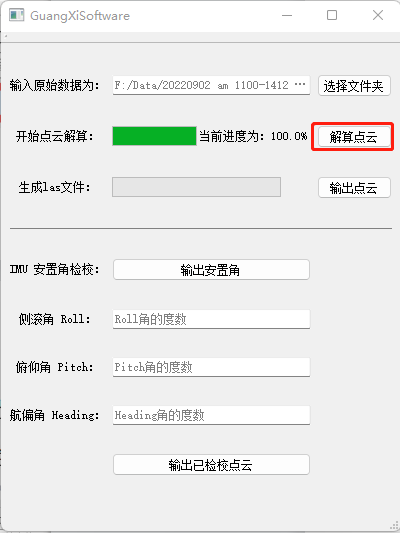 GuangXiSoftware
输入原始数据为: F:/Data/20220902 am 1100-1412 ··· 选择文件夹
开始点云解算: 当前进度为: 100.0% 解算点云
生成las文件: 输出点云
IMU 安置角检校: 输出安置角
侧滚角 Roll: Roll角的度数
俯仰角 Pitch: Pitch角的度数
航偏角 Heading: Heading角的度数
输出已检校点云